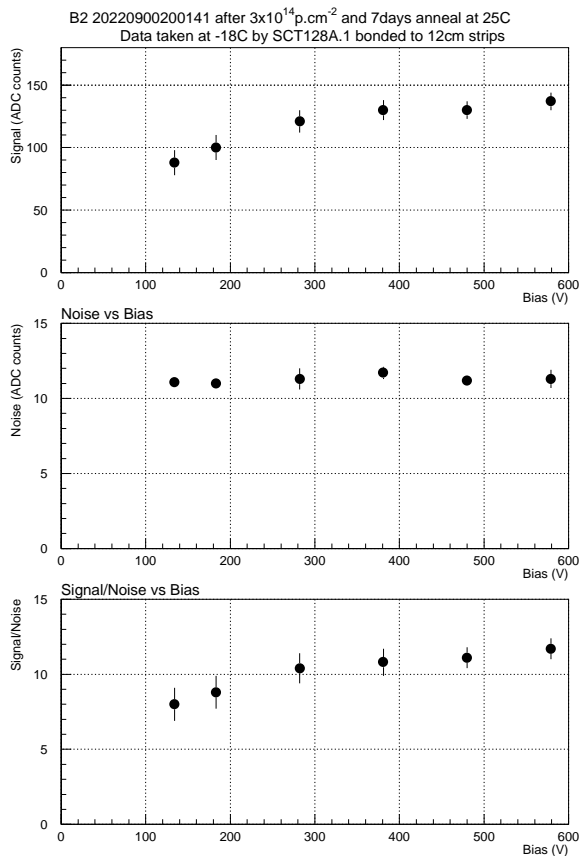 B2 20220900200141 after 3x10¹⁴p.cm⁻² and 7days anneal at 25C
Data taken at -18C by SCT128A.1 bonded to 12cm strips
Signal (ADC counts)
150
100
50
0
0 100 200 300 400 500 600
Bias (V)
Noise vs Bias
Noise (ADC counts)
15
10
5
0
0 100 200 300 400 500 600
Bias (V)
Signal/Noise vs Bias
Signal/Noise
15
10
5
0
0 100 200 300 400 500 600
Bias (V)